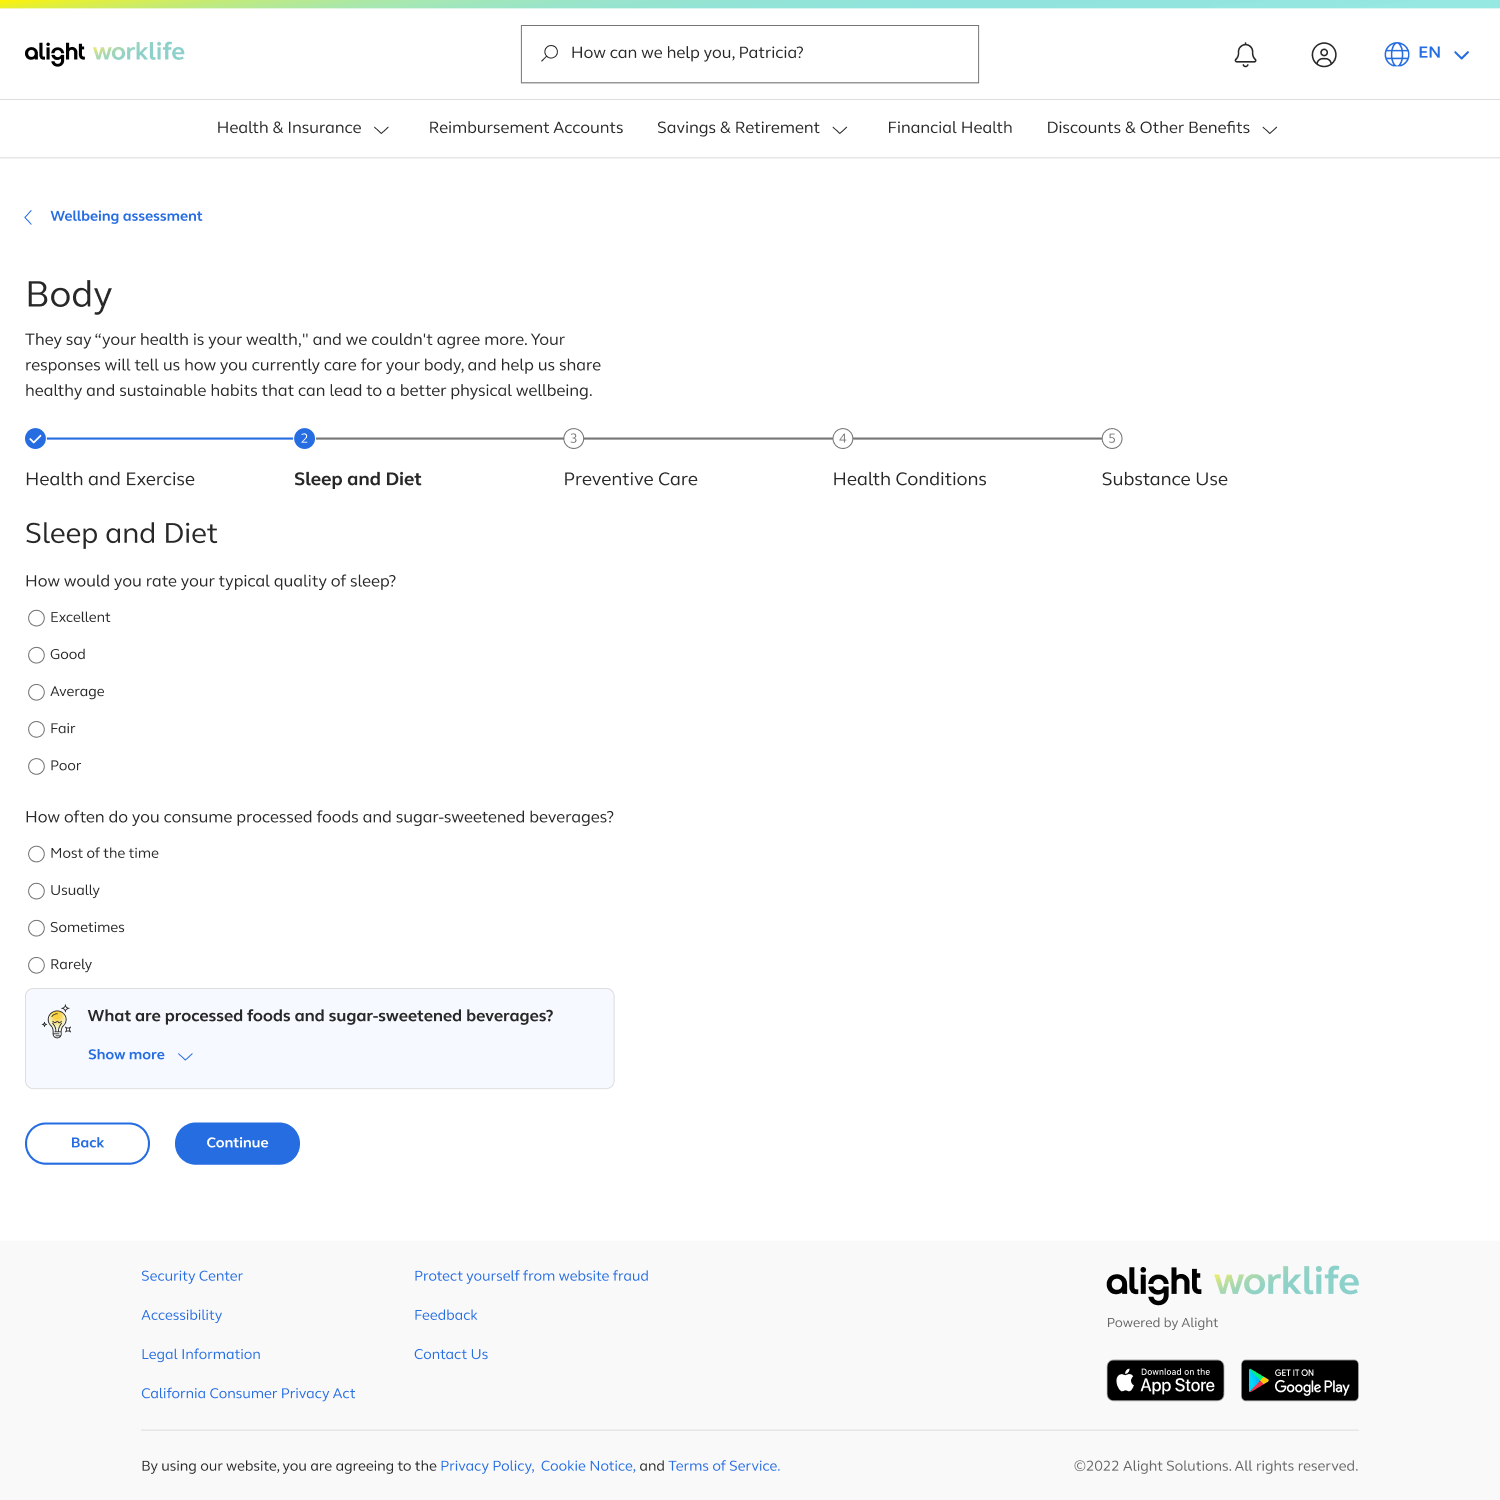 alight worklife
How can we help you, Patricia?
EN
Health & Insurance
Reimbursement Accounts
Savings & Retirement
Financial Health
Discounts & Other Benefits
Wellbeing assessment
Body
They say “your health is your wealth," and we couldn't agree more. Your
responses will tell us how you currently care for your body, and help us share
healthy and sustainable habits that can lead to a better physical wellbeing.
2
3
4
5
Health and Exercise
Sleep and Diet
Preventive Care
Health Conditions
Substance Use
Sleep and Diet
How would you rate your typical quality of sleep?
Excellent
Good
Average
Fair
Poor
How often do you consume processed foods and sugar-sweetened beverages?
Most of the time
Usually
Sometimes
Rarely
What are processed foods and sugar-sweetened beverages?
Show more
Back
Continue
Security Center
Accessibility
Legal Information
California Consumer Privacy Act
Protect yourself from website fraud
Feedback
Contact Us
alight worklife
Powered by Alight
Download on the
App Store
GET IT ON
Google Play
By using our website, you are agreeing to the Privacy Policy, Cookie Notice, and Terms of Service.
©2022 Alight Solutions. All rights reserved.